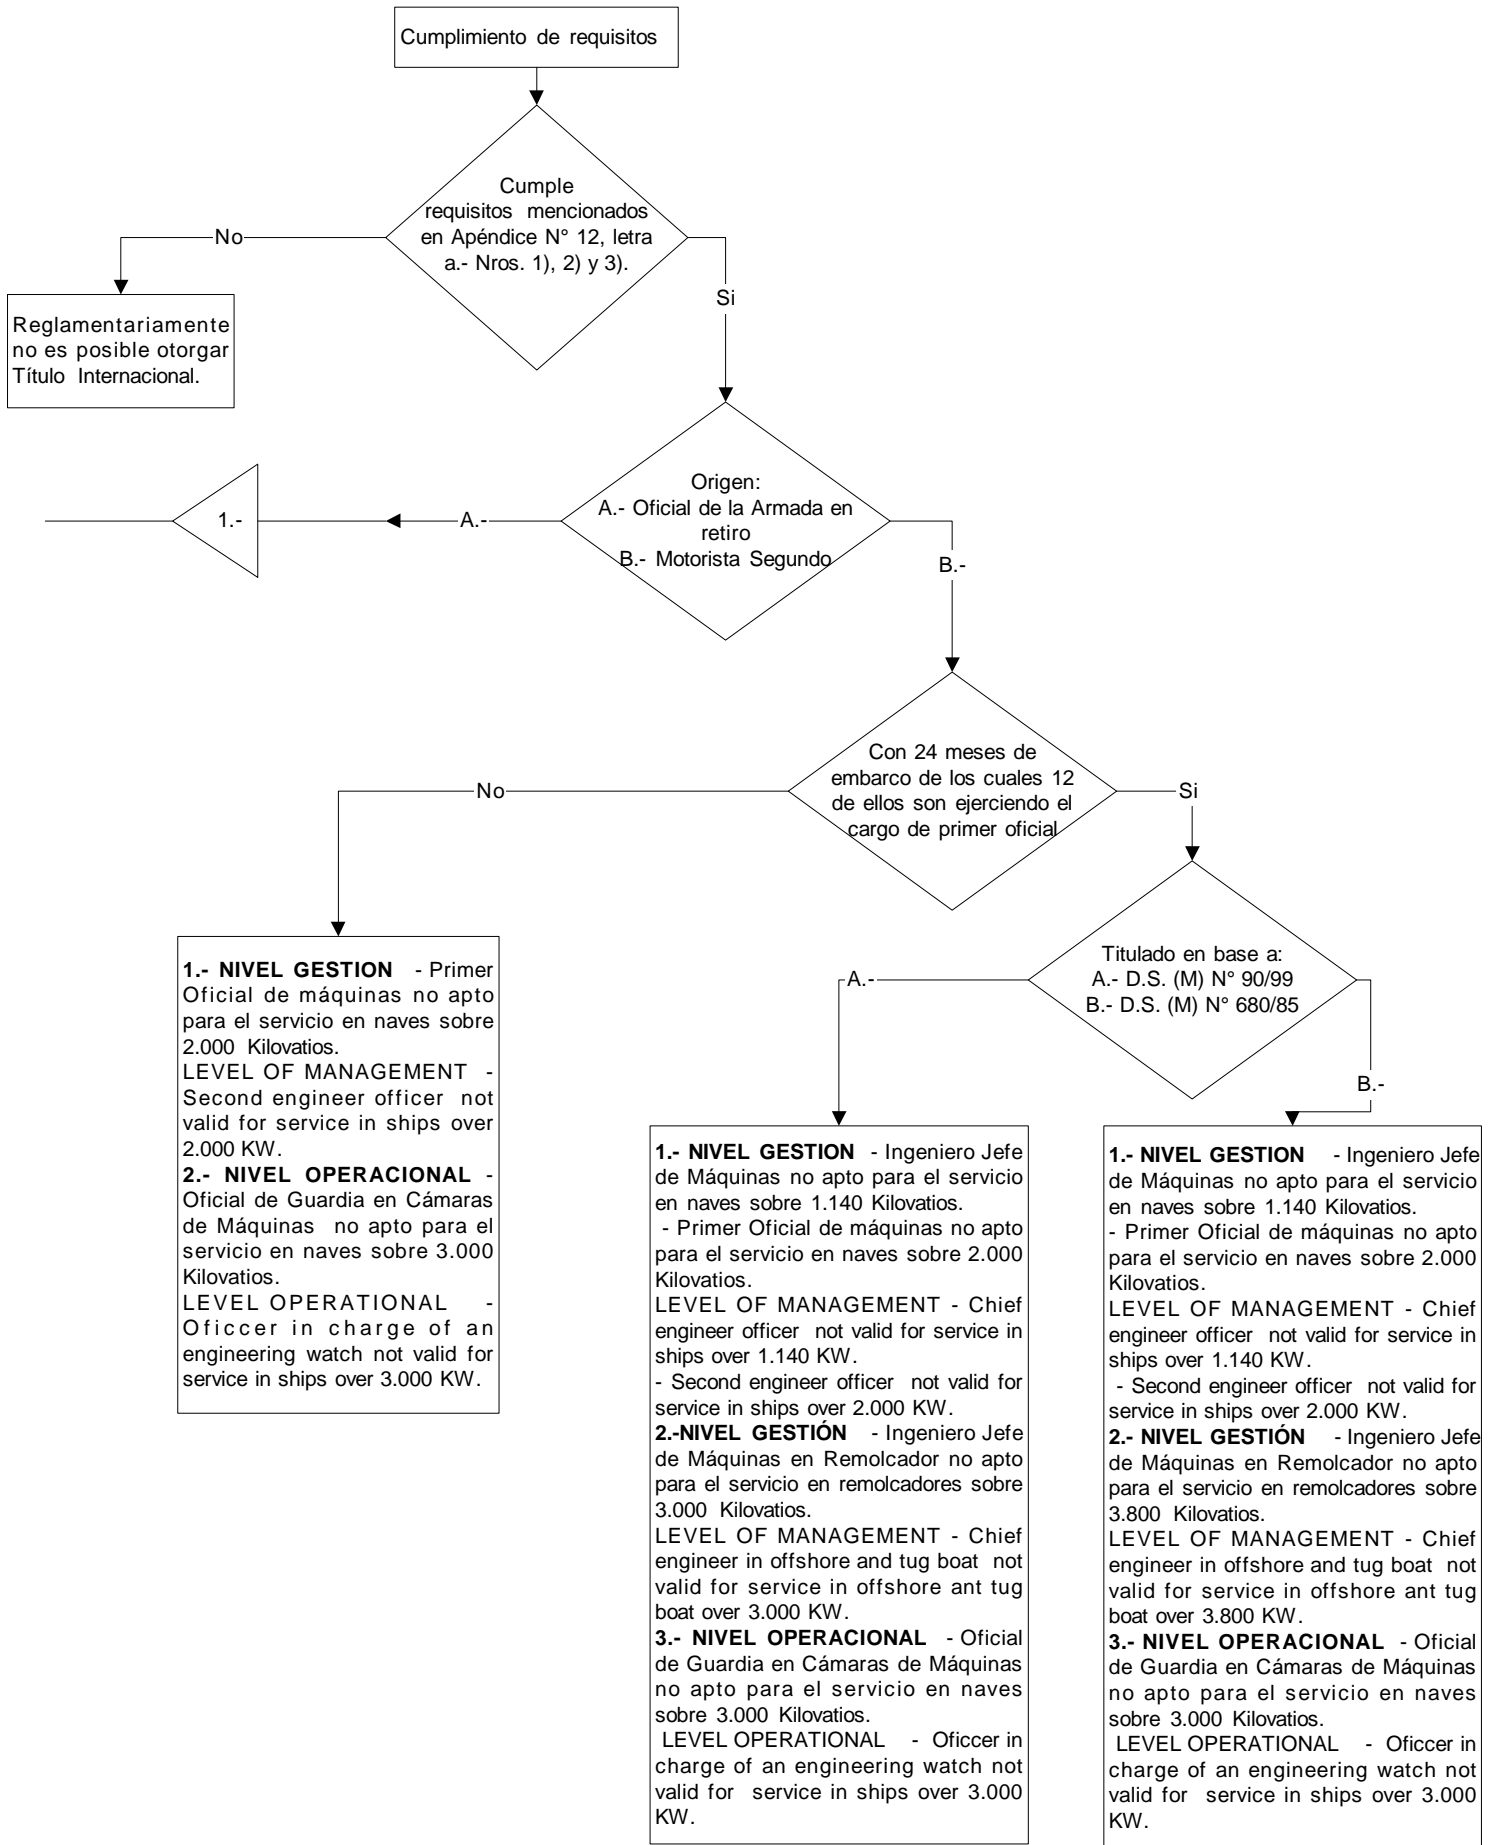 Cumplimiento de requisitos
Cumple
requisitos mencionados
en Apéndice N° 12, letra
a.- Nros. 1), 2) y 3).
No
Si
Reglamentariamente
no es posible otorgar
Título Internacional.
Origen:
A.- Oficial de la Armada en
retiro
B.- Motorista Segundo
1.-
A.-
B.-
Con 24 meses de
embarco de los cuales 12
de ellos son ejerciendo el
cargo de primer oficial
No
Si
Titulado en base a:
A.- D.S. (M) N° 90/99
B.- D.S. (M) N° 680/85
A.-
B.-
1.- NIVEL GESTION - Primer
Oficial de máquinas no apto
para el servicio en naves sobre
2.000 Kilovatios.
LEVEL OF MANAGEMENT -
Second engineer officer not
valid for service in ships over
2.000 KW.
2.- NIVEL OPERACIONAL -
Oficial de Guardia en Cámaras
de Máquinas no apto para el
servicio en naves sobre 3.000
Kilovatios.
LEVEL OPERATIONAL -
Oficcer in charge of an
engineering watch not valid for
service in ships over 3.000 KW.
1.- NIVEL GESTION - Ingeniero Jefe
de Máquinas no apto para el servicio
en naves sobre 1.140 Kilovatios.
- Primer Oficial de máquinas no apto
para el servicio en naves sobre 2.000
Kilovatios.
LEVEL OF MANAGEMENT - Chief
engineer officer not valid for service in
ships over 1.140 KW.
- Second engineer officer not valid for
service in ships over 2.000 KW.
2.-NIVEL GESTIÓN - Ingeniero Jefe
de Máquinas en Remolcador no apto
para el servicio en remolcadores sobre
3.000 Kilovatios.
LEVEL OF MANAGEMENT - Chief
engineer in offshore and tug boat not
valid for service in offshore ant tug
boat over 3.000 KW.
3.- NIVEL OPERACIONAL - Oficial
de Guardia en Cámaras de Máquinas
no apto para el servicio en naves
sobre 3.000 Kilovatios.
LEVEL OPERATIONAL - Oficcer in
charge of an engineering watch not
valid for service in ships over 3.000
KW.
1.- NIVEL GESTION - Ingeniero Jefe
de Máquinas no apto para el servicio
en naves sobre 1.140 Kilovatios.
- Primer Oficial de máquinas no apto
para el servicio en naves sobre 2.000
Kilovatios.
LEVEL OF MANAGEMENT - Chief
engineer officer not valid for service in
ships over 1.140 KW.
- Second engineer officer not valid for
service in ships over 2.000 KW.
2.- NIVEL GESTIÓN - Ingeniero Jefe
de Máquinas en Remolcador no apto
para el servicio en remolcadores sobre
3.800 Kilovatios.
LEVEL OF MANAGEMENT - Chief
engineer in offshore and tug boat not
valid for service in offshore ant tug
boat over 3.800 KW.
3.- NIVEL OPERACIONAL - Oficial
de Guardia en Cámaras de Máquinas
no apto para el servicio en naves
sobre 3.000 Kilovatios.
LEVEL OPERATIONAL - Oficcer in
charge of an engineering watch not
valid for service in ships over 3.000
KW.